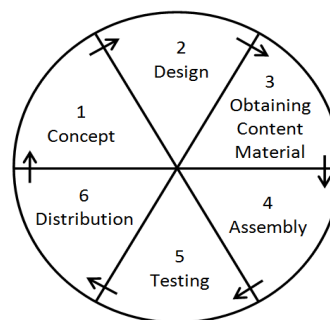 1
Concept
2
Design
3
Obtaining
Content
Material
4
Assembly
5
Testing
6
Distribution